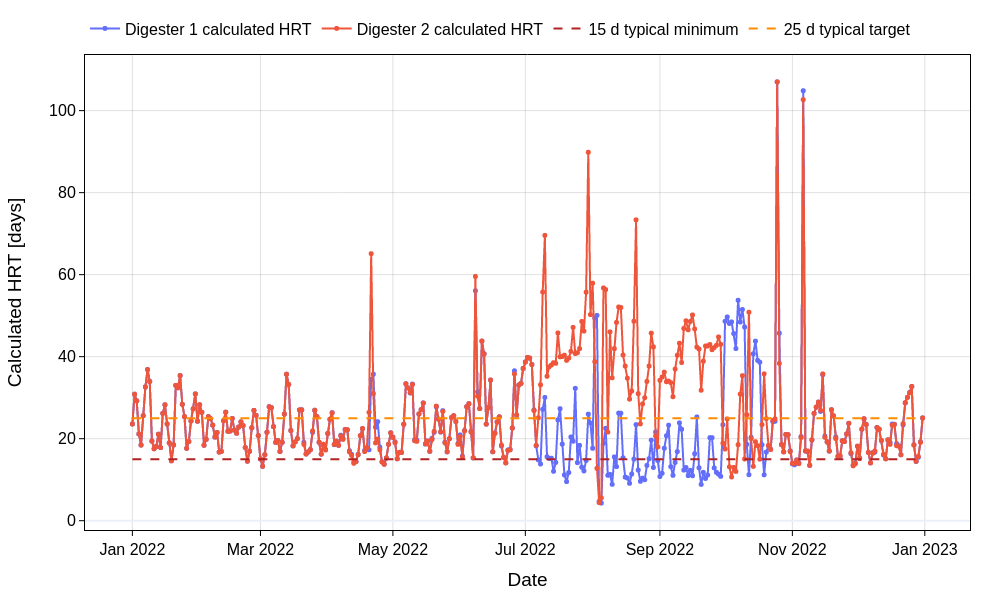 Digester 1 calculated HRT Digester 2 calculated HRT 15 d typical minimum 25 d typical target
Calculated HRT [days]
100
80
60
40
20
0
Jan 2022 Mar 2022 May 2022 Jul 2022 Sep 2022 Nov 2022 Jan 2023
Date